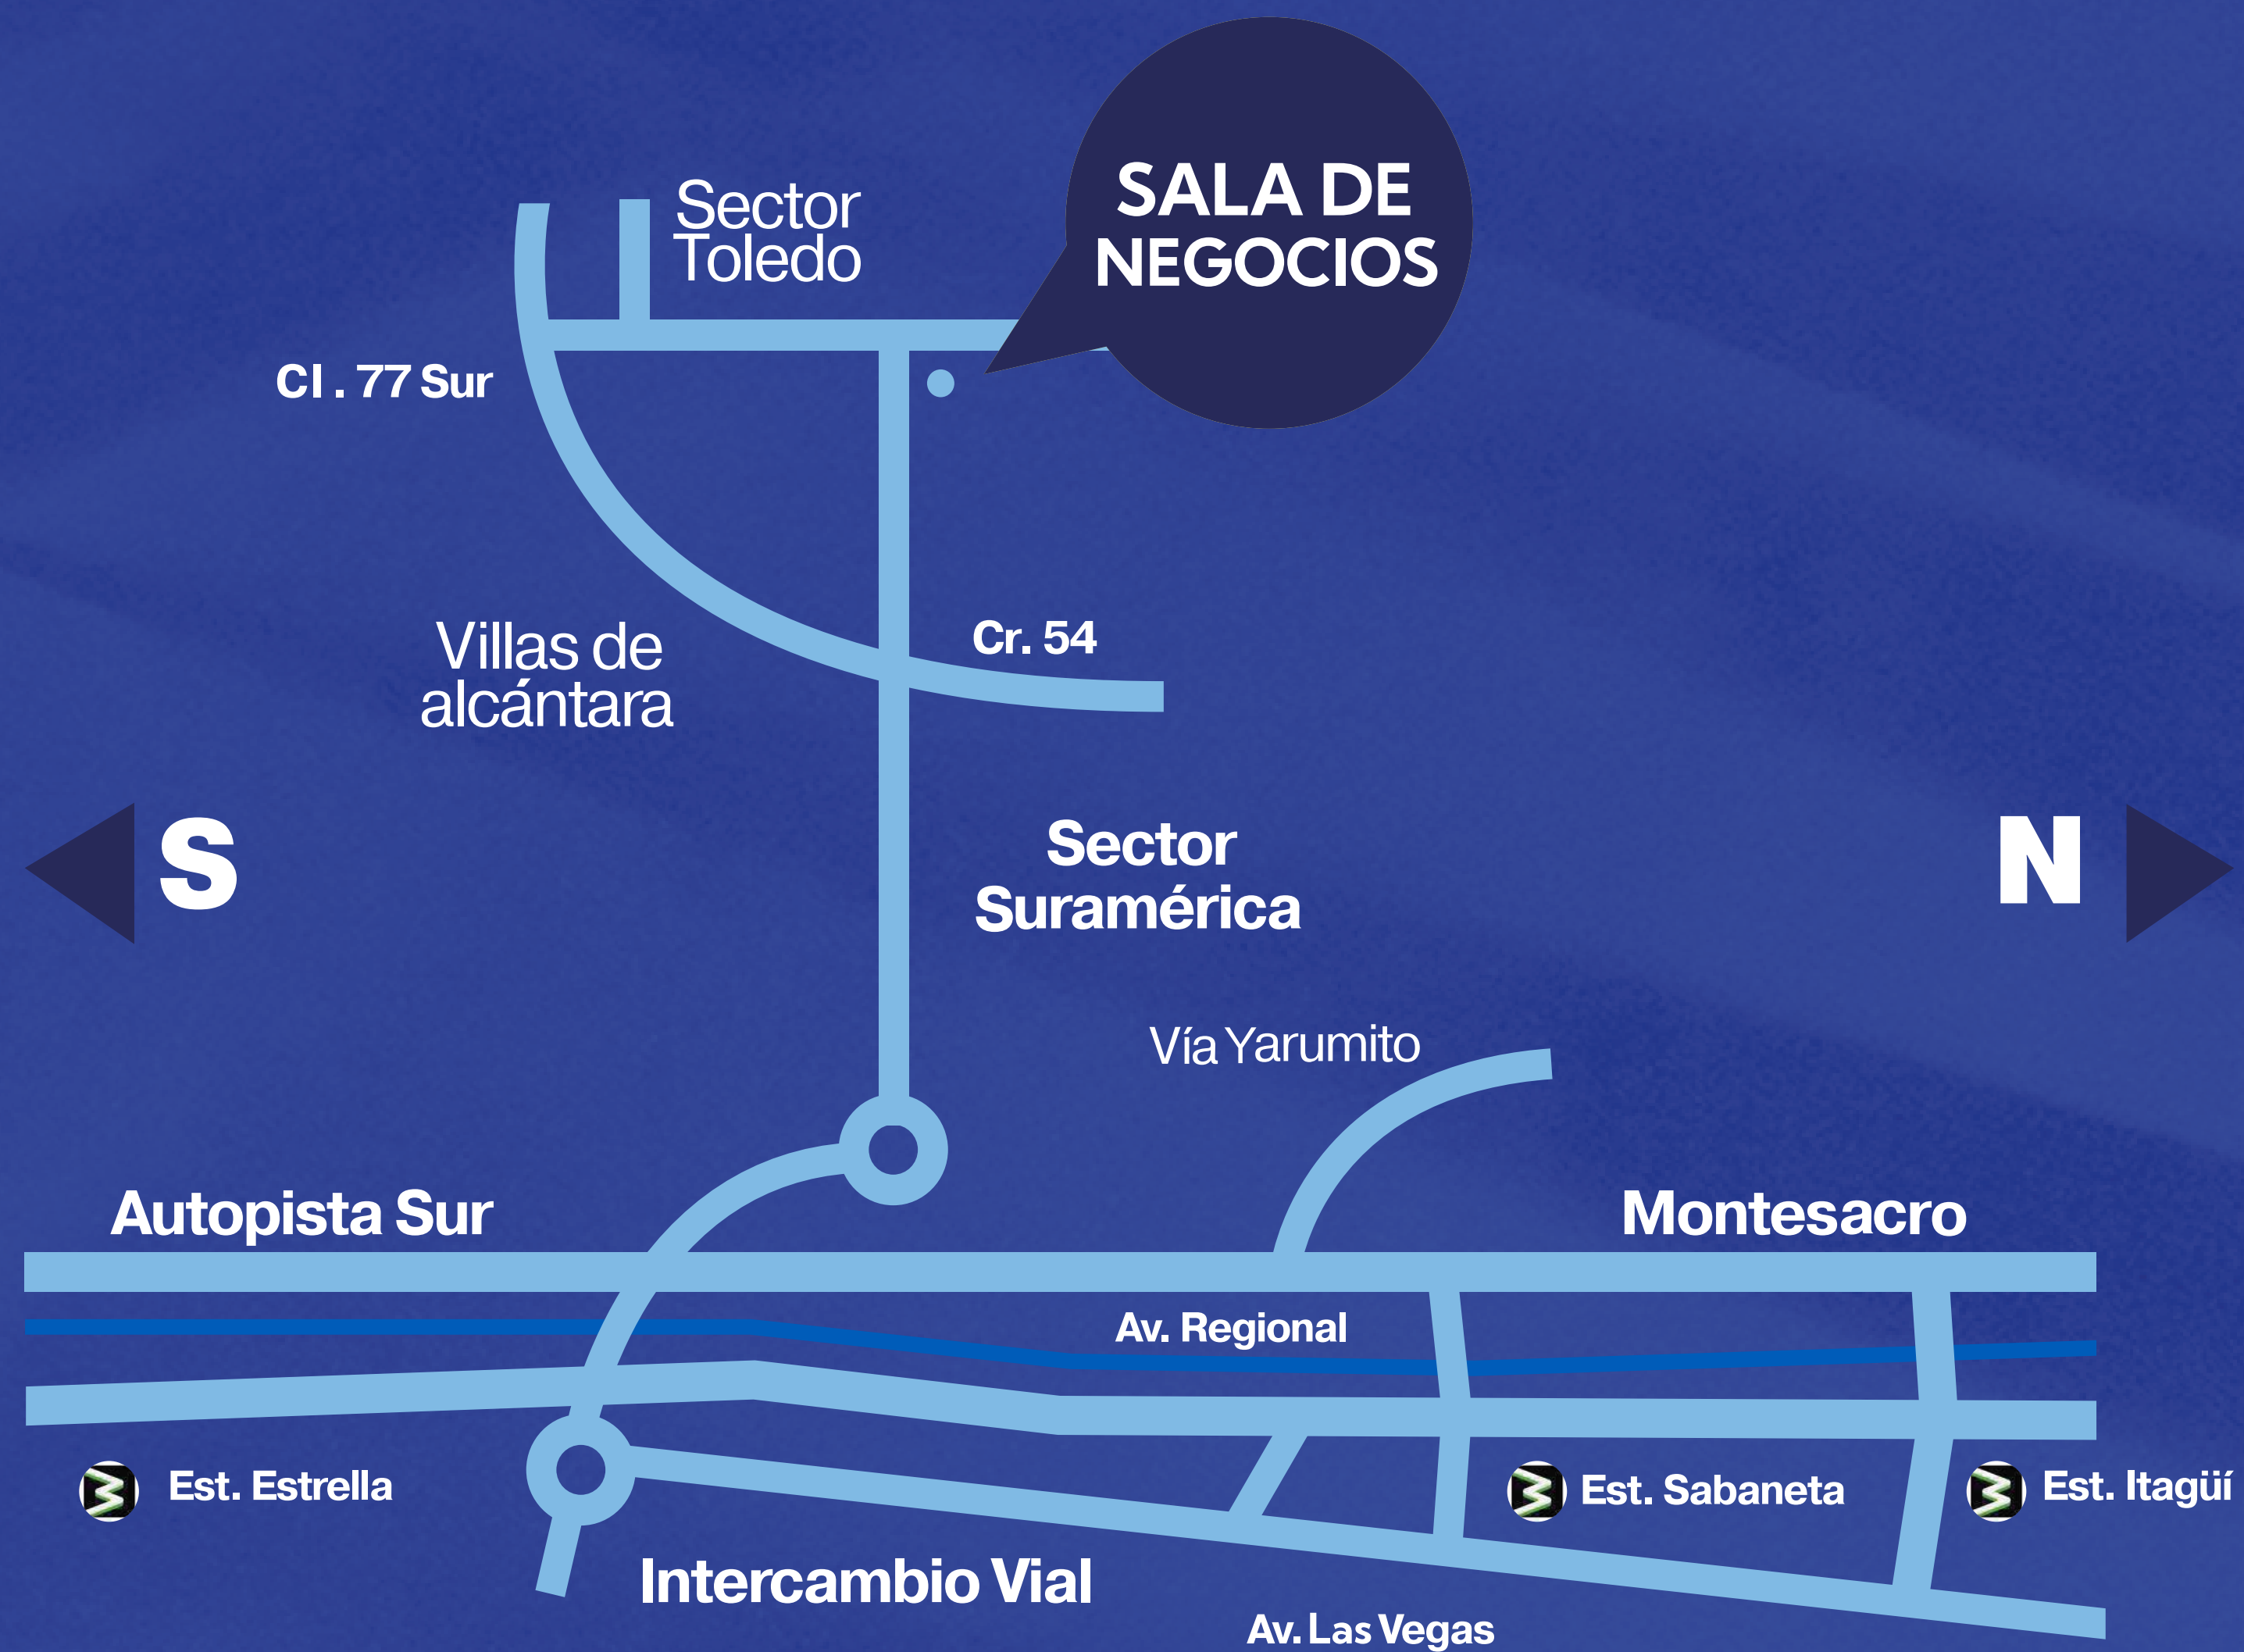 SALA DE
NEGOCIOS
Sector
Toledo
Cl . 77 Sur
Villas de
alcántara
Cr. 54
S
Sector
Suramérica
N
Vía Yarumito
Autopista Sur
Montesacro
Av. Regional
Est. Estrella
Est. Sabaneta
Est. Itagüí
Intercambio Vial
Av. Las Vegas